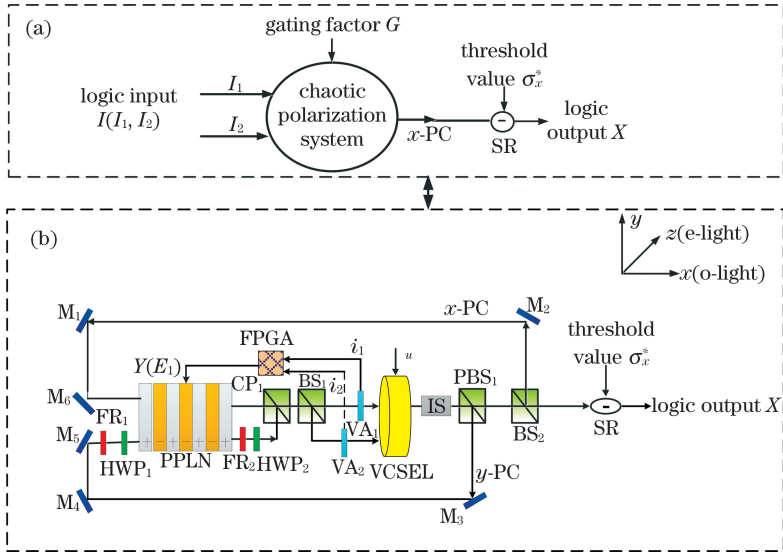 (a)
gating factor G
threshold
value σₓ*
logic input
I(I₁, I₂)
I₁
I₂
chaotic
polarization
system
x-PC
-
SR
logic
output X
(b)
y
z(e-light)
x(o-light)
M₁
x-PC
M₂
FPGA
i₁
threshold
value σₓ*
Y(E₁)
CP₁
BS₁
i₂
u
PBS₁
M₆
FR₁
IS
-
logic output X
M₅
VA₁
BS₂
SR
+ - + - + - +
HWP₁
PPLN
FR₂
HWP₂
VA₂
VCSEL
y-PC
M₄
M₃